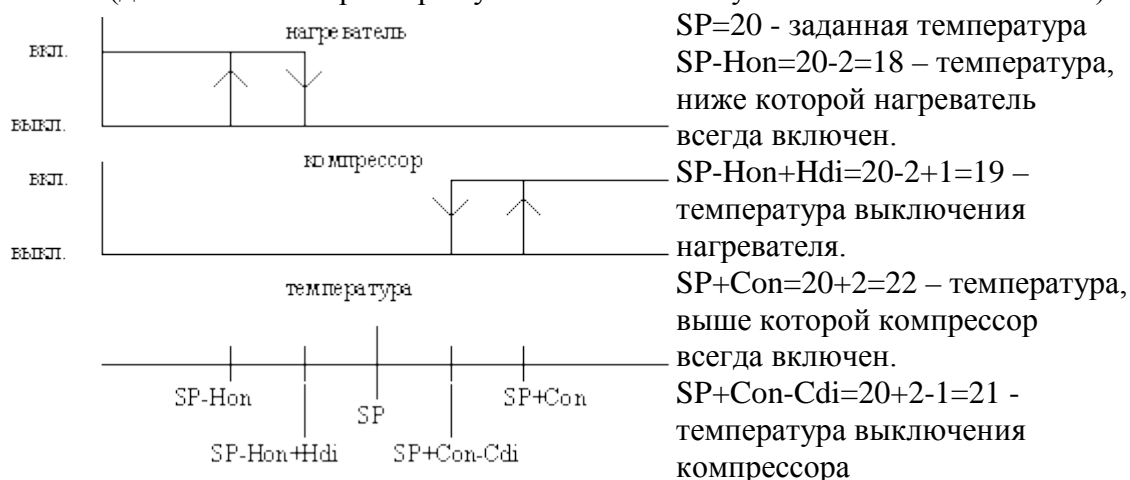 нагреватель
вкл.
выкл.
компрессор
вкл.
выкл.
температура
SP-Hon
SP
SP+Con
SP-Hon+Hdi
SP+Con-Cdi
SP=20 - заданная температура
SP-Hon=20-2=18 – температура,
ниже которой нагреватель
всегда включен.
SP-Hon+Hdi=20-2+1=19 –
температура выключения
нагревателя.
SP+Con=20+2=22 – температура,
выше которой компрессор
всегда включен.
SP+Con-Cdi=20+2-1=21 -
температура выключения
компрессора